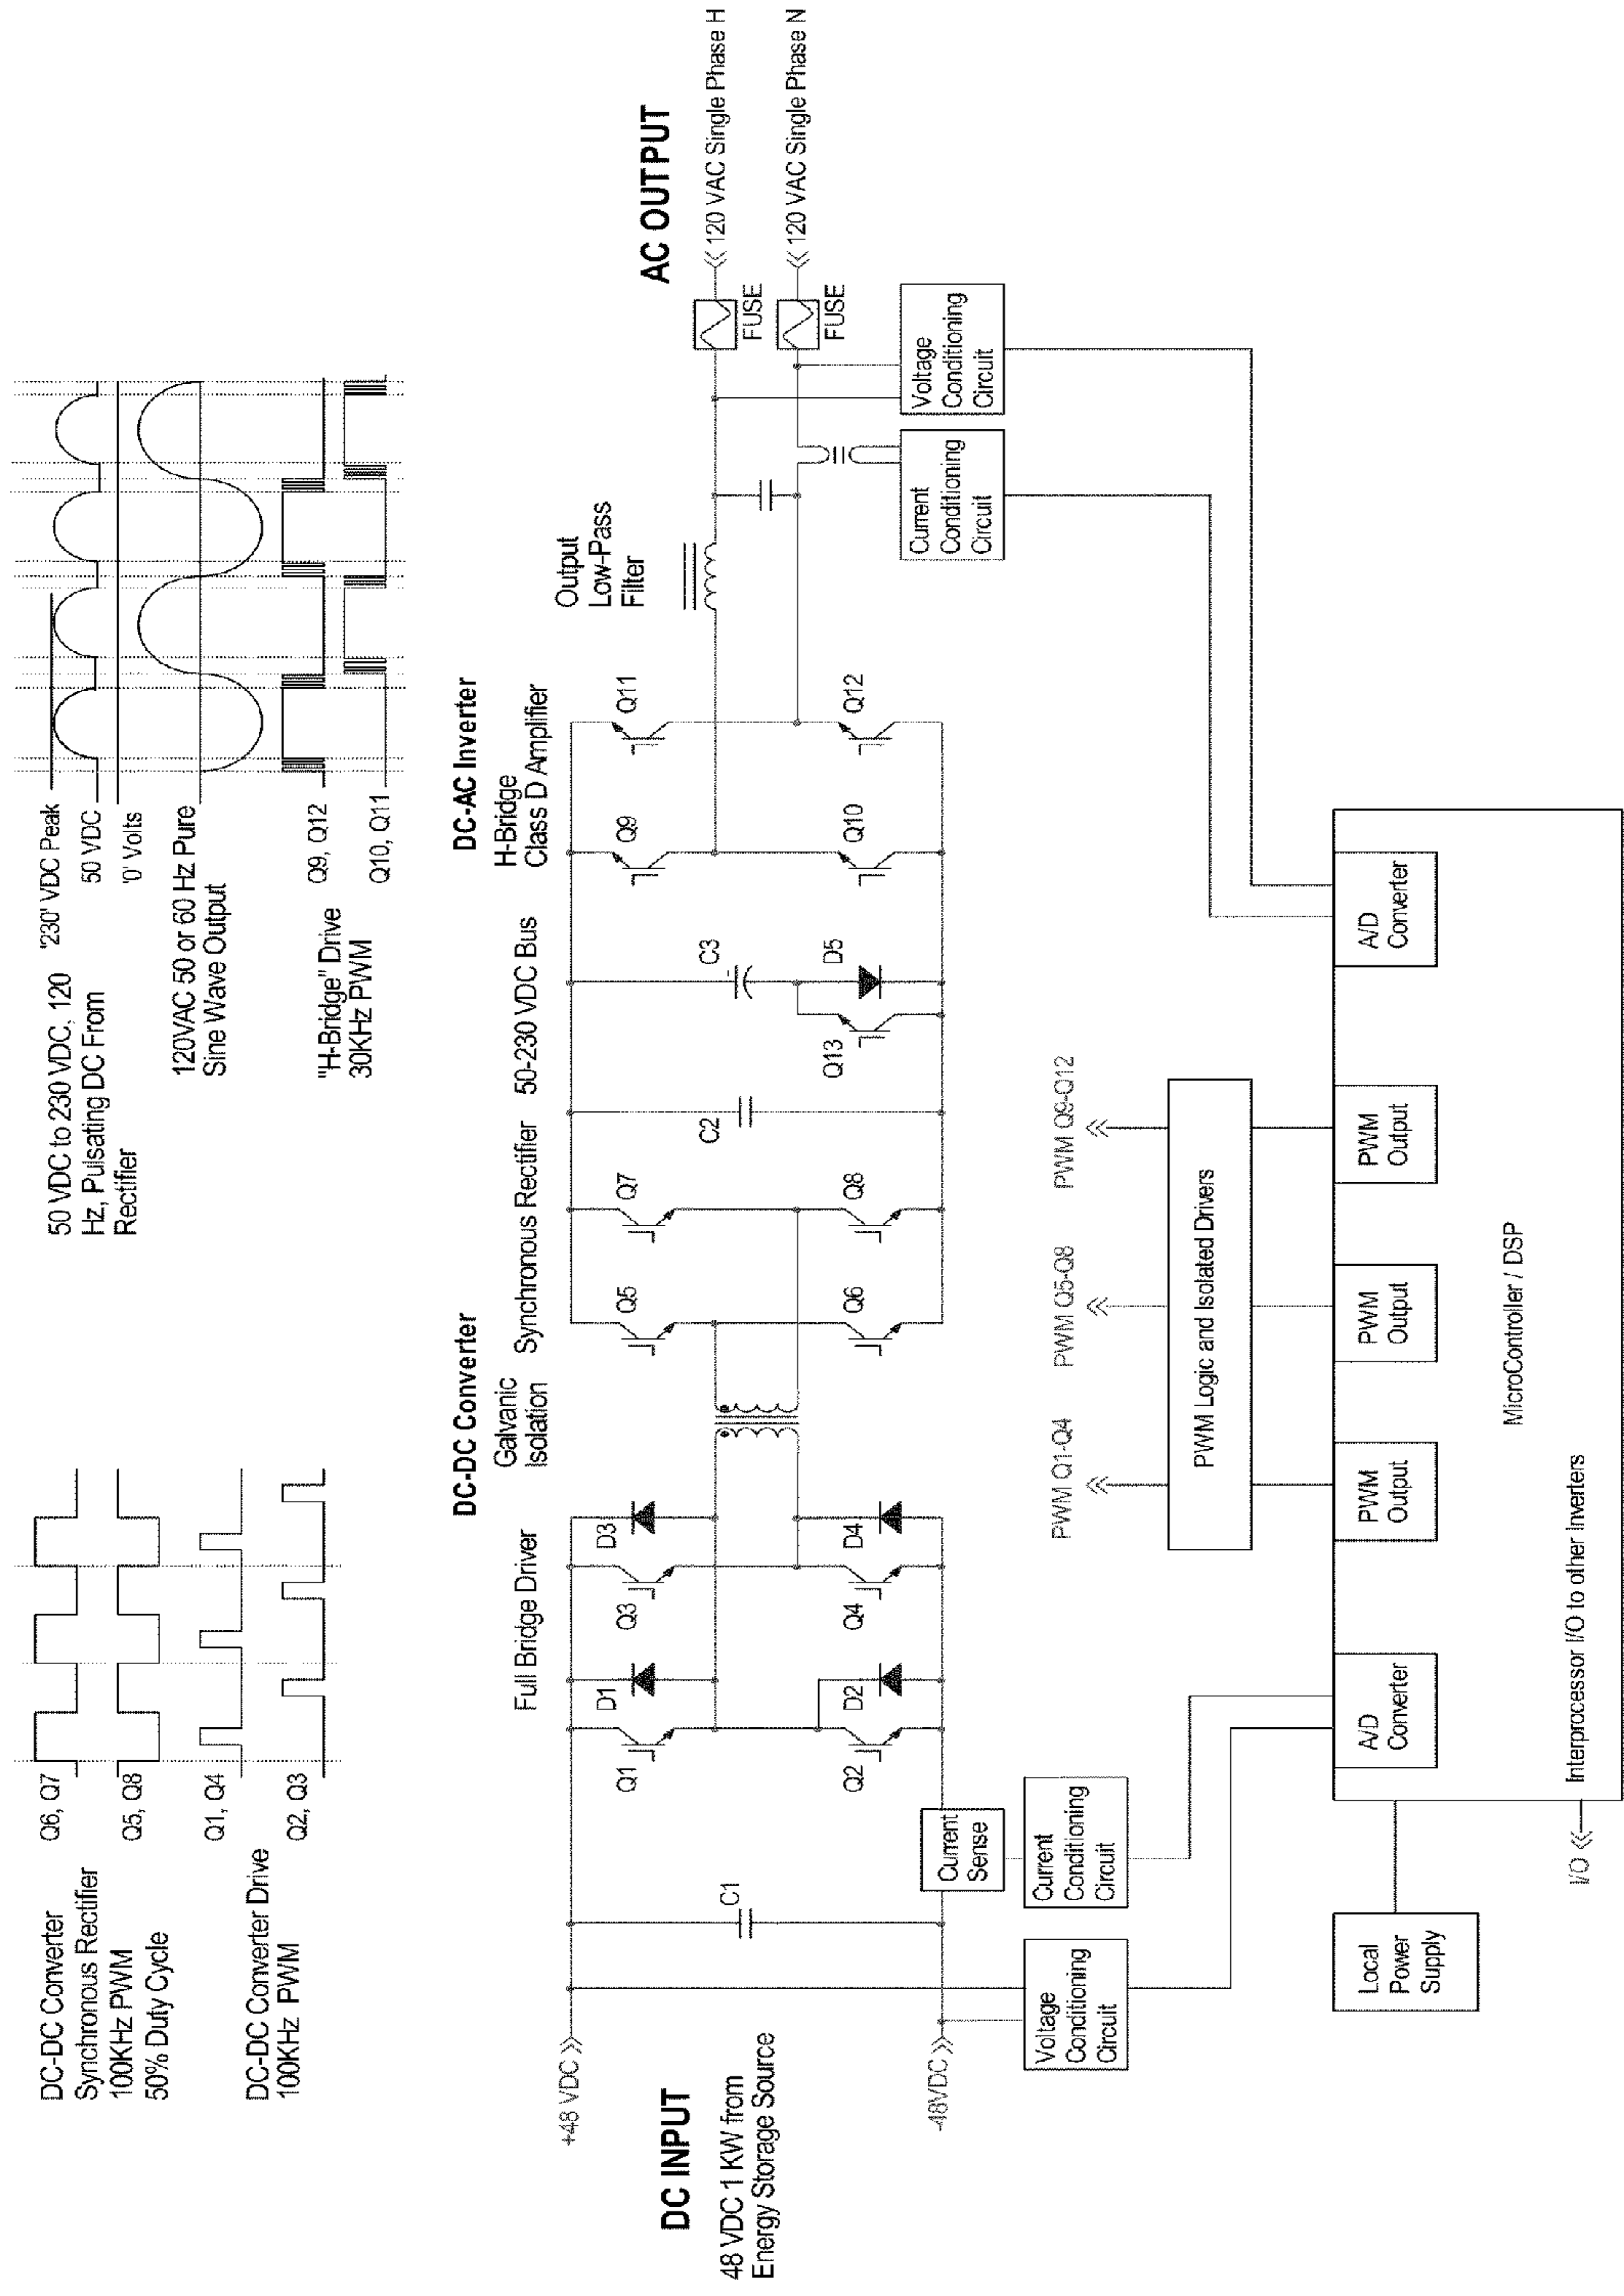 DC-DC Converter
Synchronous Rectifier
100KHz PWM
50% Duty Cycle
Q6, Q7
Q5, Q8
DC-DC Converter Drive
100KHz PWM
Q1, Q4
Q2, Q3
50 VDC to 230 VDC, 120
Hz, Pulsating DC From
Rectifier
'230' VDC Peak
50 VDC
'0' Volts
120VAC 50 or 60 Hz Pure
Sine Wave Output
"H-Bridge" Drive
30KHz PWM
Q9, Q12
Q10, Q11
DC-DC Converter
DC-AC Inverter
Full Bridge Driver
Galvanic
Isolation
Synchronous Rectifier
50-230 VDC Bus
H-Bridge
Class D Amplifier
Output
Low-Pass
Filter
AC OUTPUT
+48 VDC
DC INPUT
48 VDC 1 KW from
Energy Storage Source
-48VDC
C1
Q1
D1
Q3
D3
Q2
D2
Q4
D4
Q5
Q7
Q6
Q8
C2
C3
Q13
D5
Q9
Q11
Q10
Q12
FUSE
120 VAC Single Phase H
FUSE
120 VAC Single Phase N
Voltage
Conditioning
Circuit
Current
Sense
Current
Conditioning
Circuit
Current
Conditioning
Circuit
Voltage
Conditioning
Circuit
PWM Q1-Q4
PWM Q5-Q8
PWM Q9-Q12
PWM Logic and Isolated Drivers
Local
Power
Supply
A/D
Converter
PWM
Output
PWM
Output
PWM
Output
A/D
Converter
MicroController / DSP
I/O
Interprocessor I/O to other Inverters